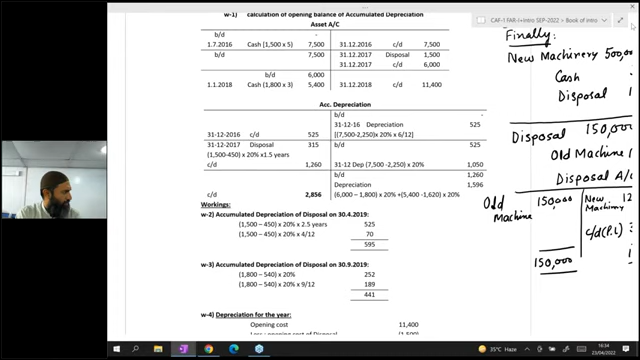 CAF-1 FAR-I+Intro SEP-2022 > Book of intro
w-1) calculation of opening balance of Accumulated Depreciation
Asset A/C
b/d -
1.7.2016 Cash [1,500 x 5) 7,500 31.12.2016 c/d 7,500
b/d 7,500 31.12.2017 Disposal 1,500
31.12.2017 c/d 6,000
b/d 6,000
1.1.2018 Cash (1,800 x 3) 5,400 31.12.2018 c/d 11,400
Acc. Depreciation
b/d -
31-12-16 Depreciation 525
31-12-2016 c/d 525 [(7,500-2,250) x 20% x 6/12]
31-12-2017 Disposal 315 b/d 525
(1,500-450) x 20% x1.5 years
c/d 1,260 31-12 Dep (7,500 -2,250) x 20% 1,050
b/d 1,260
Depreciation 1,596
c/d 2,856 (6,000 – 1,800) x 20% +(5,400 -1,620) x 20%
Workings:
w-2) Accumulated Depreciation of Disposal on 30.4.2019:
(1,500 – 450) x 20% x 2.5 years 525
(1,500 – 450) x 20% x 4/12 70
595
w-3) Accumulated Depreciation of Disposal on 30.9.2019:
(1,800 – 540) x 20% 252
(1,800 – 540) x 20% x 9/12 189
441
w-4) Depreciation for the year:
Opening cost 11,400
Less : opening cost of Disposal (1,500)
Finally:
New Machinery 500,00
Cash
Disposal 1
Disposal 150,000
Old Machine 1
Disposal A/c
Old Machine 150,000 New Machinery 12
c/d (P.L)
150,000 1
35°C Haze
16:34
23/04/2022